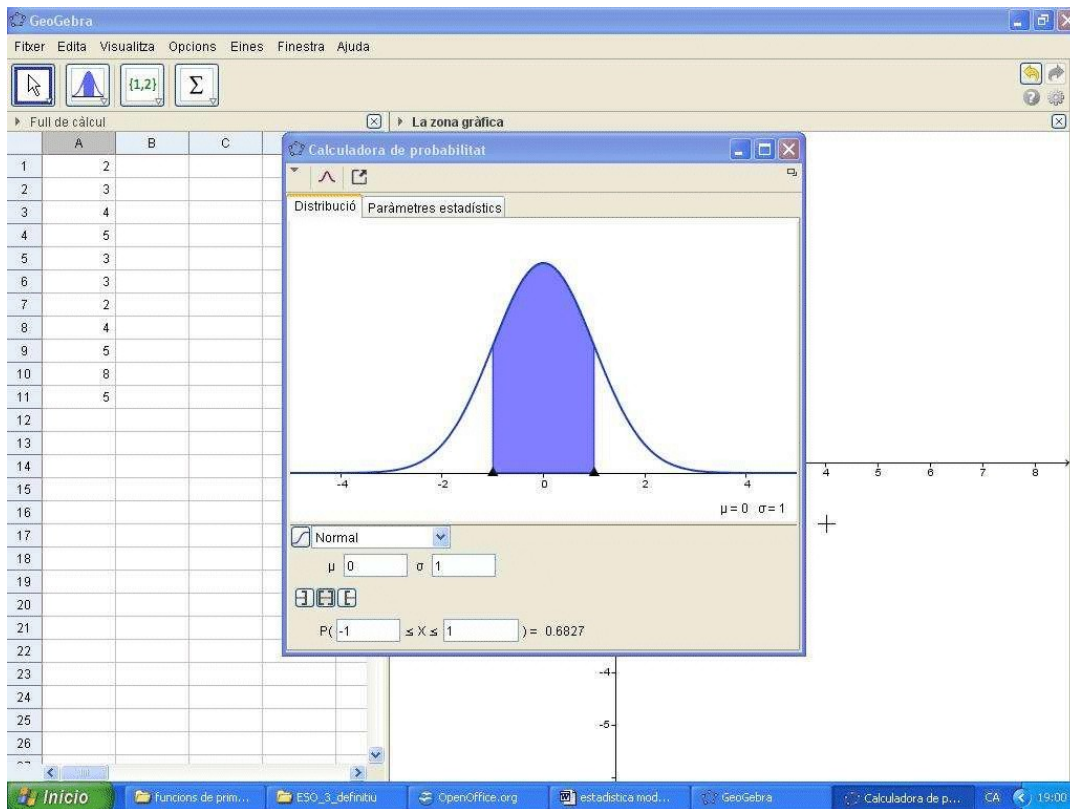 GeoGebra
Fitxer Edita Visualitza Opcions Eines Finestra Ajuda
{1,2} Σ
Full de càlcul
La zona gràfica
A B C
1 2
2 3
3 4
4 5
5 3
6 3
7 2
8 4
9 5
10 8
11 5
12
13
14
15
16
17
18
19
20
21
22
23
24
25
26
Calculadora de probabilitat
Distribució Paràmetres estadístics
-4 -2 0 2 4
μ = 0 σ = 1
Normal
μ 0 σ 1
P( -1 ≤ X ≤ 1 ) = 0.6827
4 5 6 7 8
-4
-5
Inicio funcions de prim... ESO_3_definitiu OpenOffice.org estadistica mod... GeoGebra Calculadora de p... CA 19:00